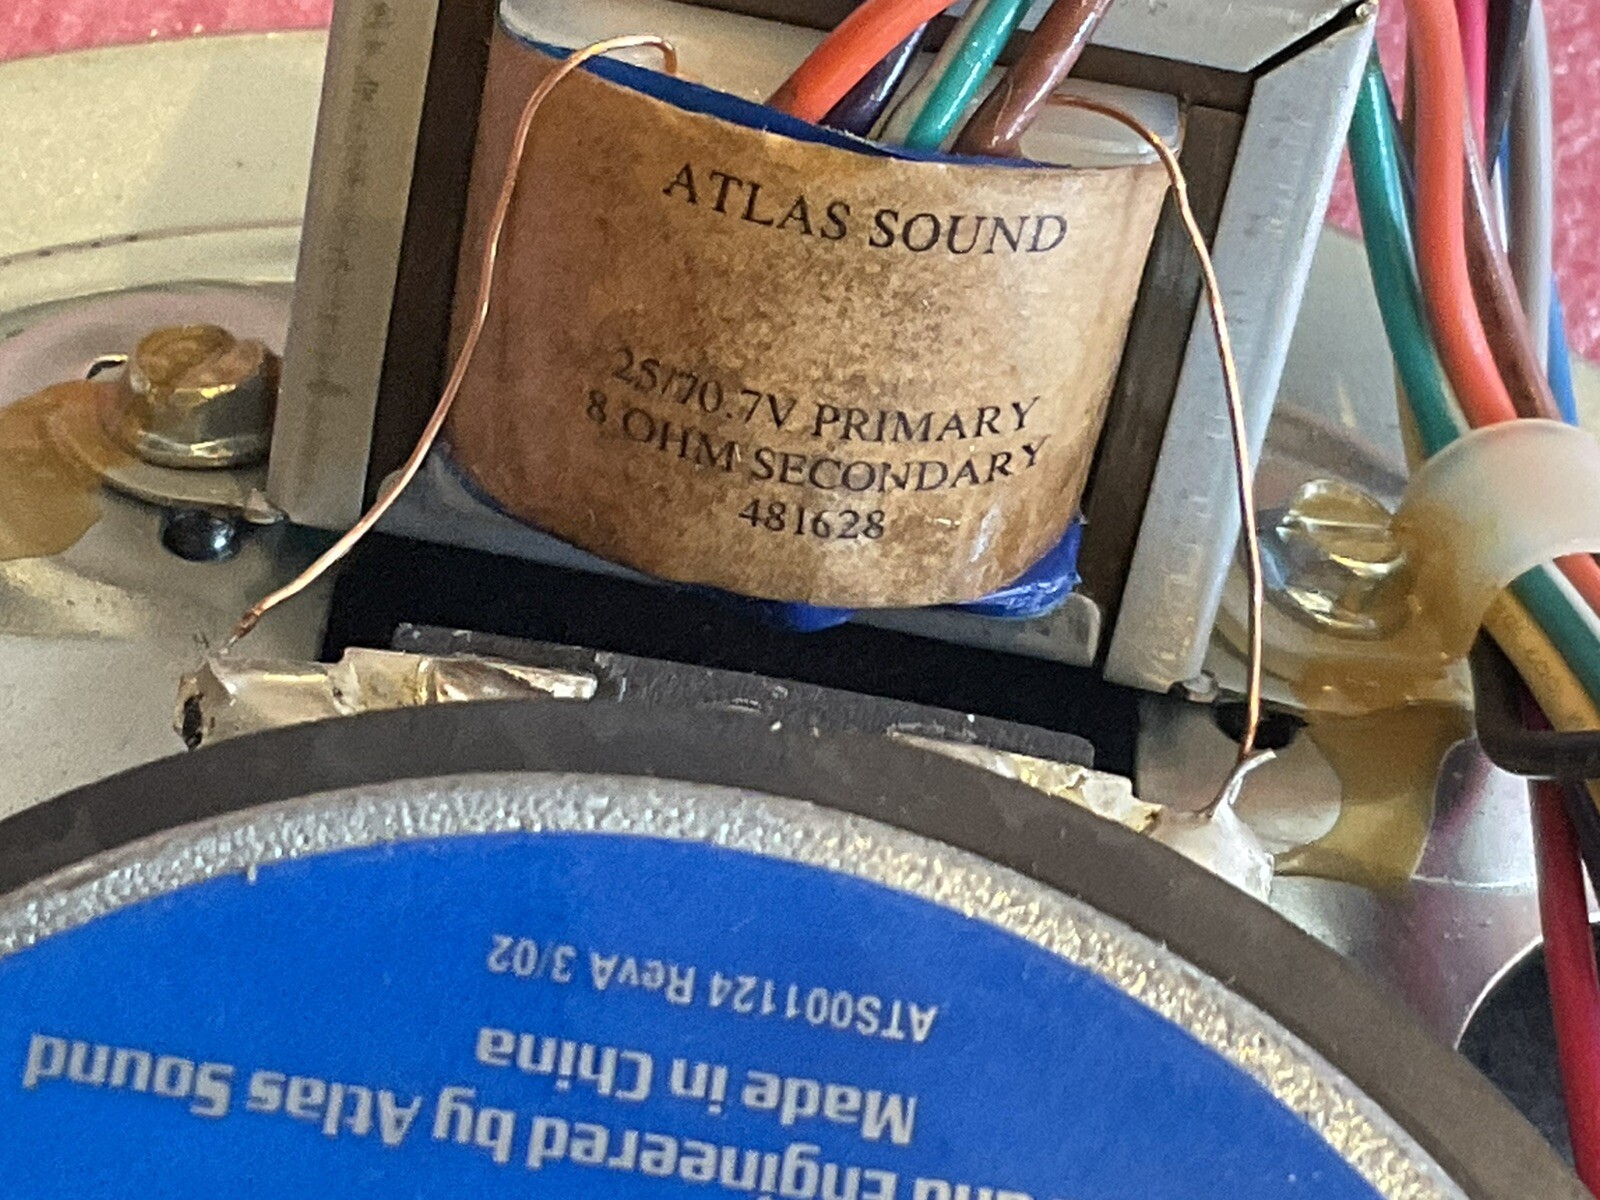 ATLAS SOUND
25/70.7V PRIMARY
8 OHM SECONDARY
481628
Engineered by Atlas Sound
Made in China
ATS001124 RevA 3/02